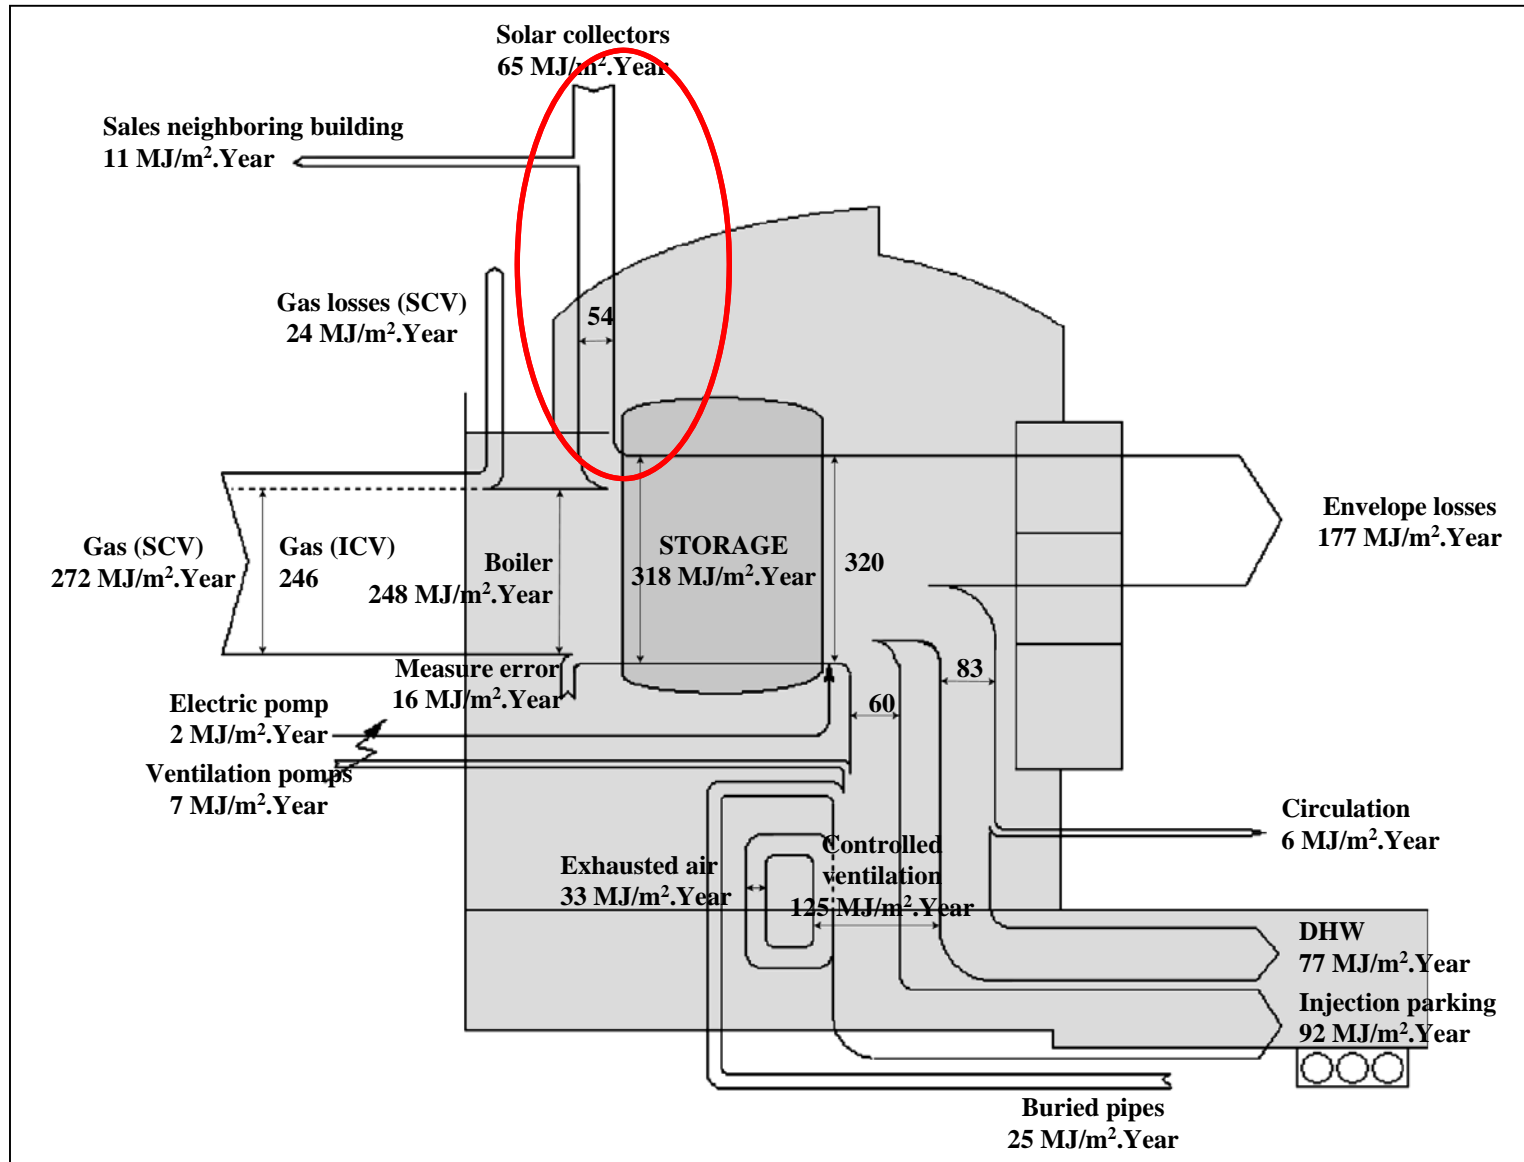 Solar collectors
65 MJ/m².Year
Sales neighboring building
11 MJ/m².Year
Gas losses (SCV)
24 MJ/m².Year
54
Gas (SCV)
272 MJ/m².Year
Gas (ICV)
246
Boiler
248 MJ/m².Year
STORAGE
318 MJ/m².Year
320
Envelope losses
177 MJ/m².Year
Measure error
16 MJ/m².Year
83
60
Electric pomp
2 MJ/m².Year
Ventilation pomps
7 MJ/m².Year
Circulation
6 MJ/m².Year
Exhausted air
33 MJ/m².Year
Controlled
ventilation
125 MJ/m².Year
DHW
77 MJ/m².Year
Injection parking
92 MJ/m².Year
Buried pipes
25 MJ/m².Year